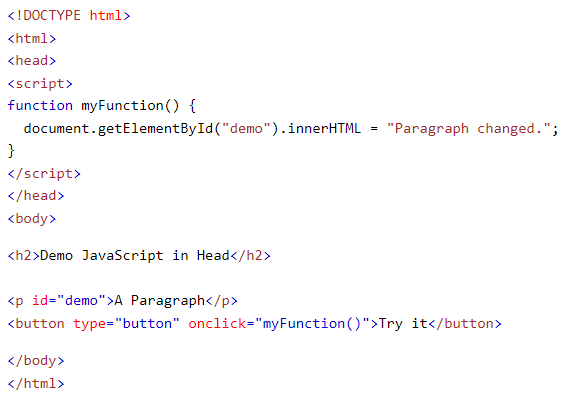 <!DOCTYPE html>
<html>
<head>
<script>
function myFunction() {
  document.getElementById("demo").innerHTML = "Paragraph changed.";
}
</script>
</head>
<body>
<h2>Demo JavaScript in Head</h2>
<p id="demo">A Paragraph</p>
<button type="button" onclick="myFunction()">Try it</button>
</body>
</html>